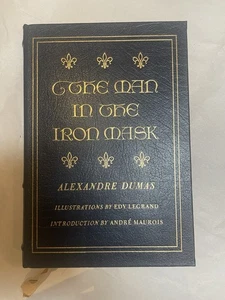 THE MAN
IN THE
IRON MASK
ALEXANDRE DUMAS
ILLUSTRATIONS BY EDY LEGRAND
INTRODUCTION BY ANDRÉ MAUROIS